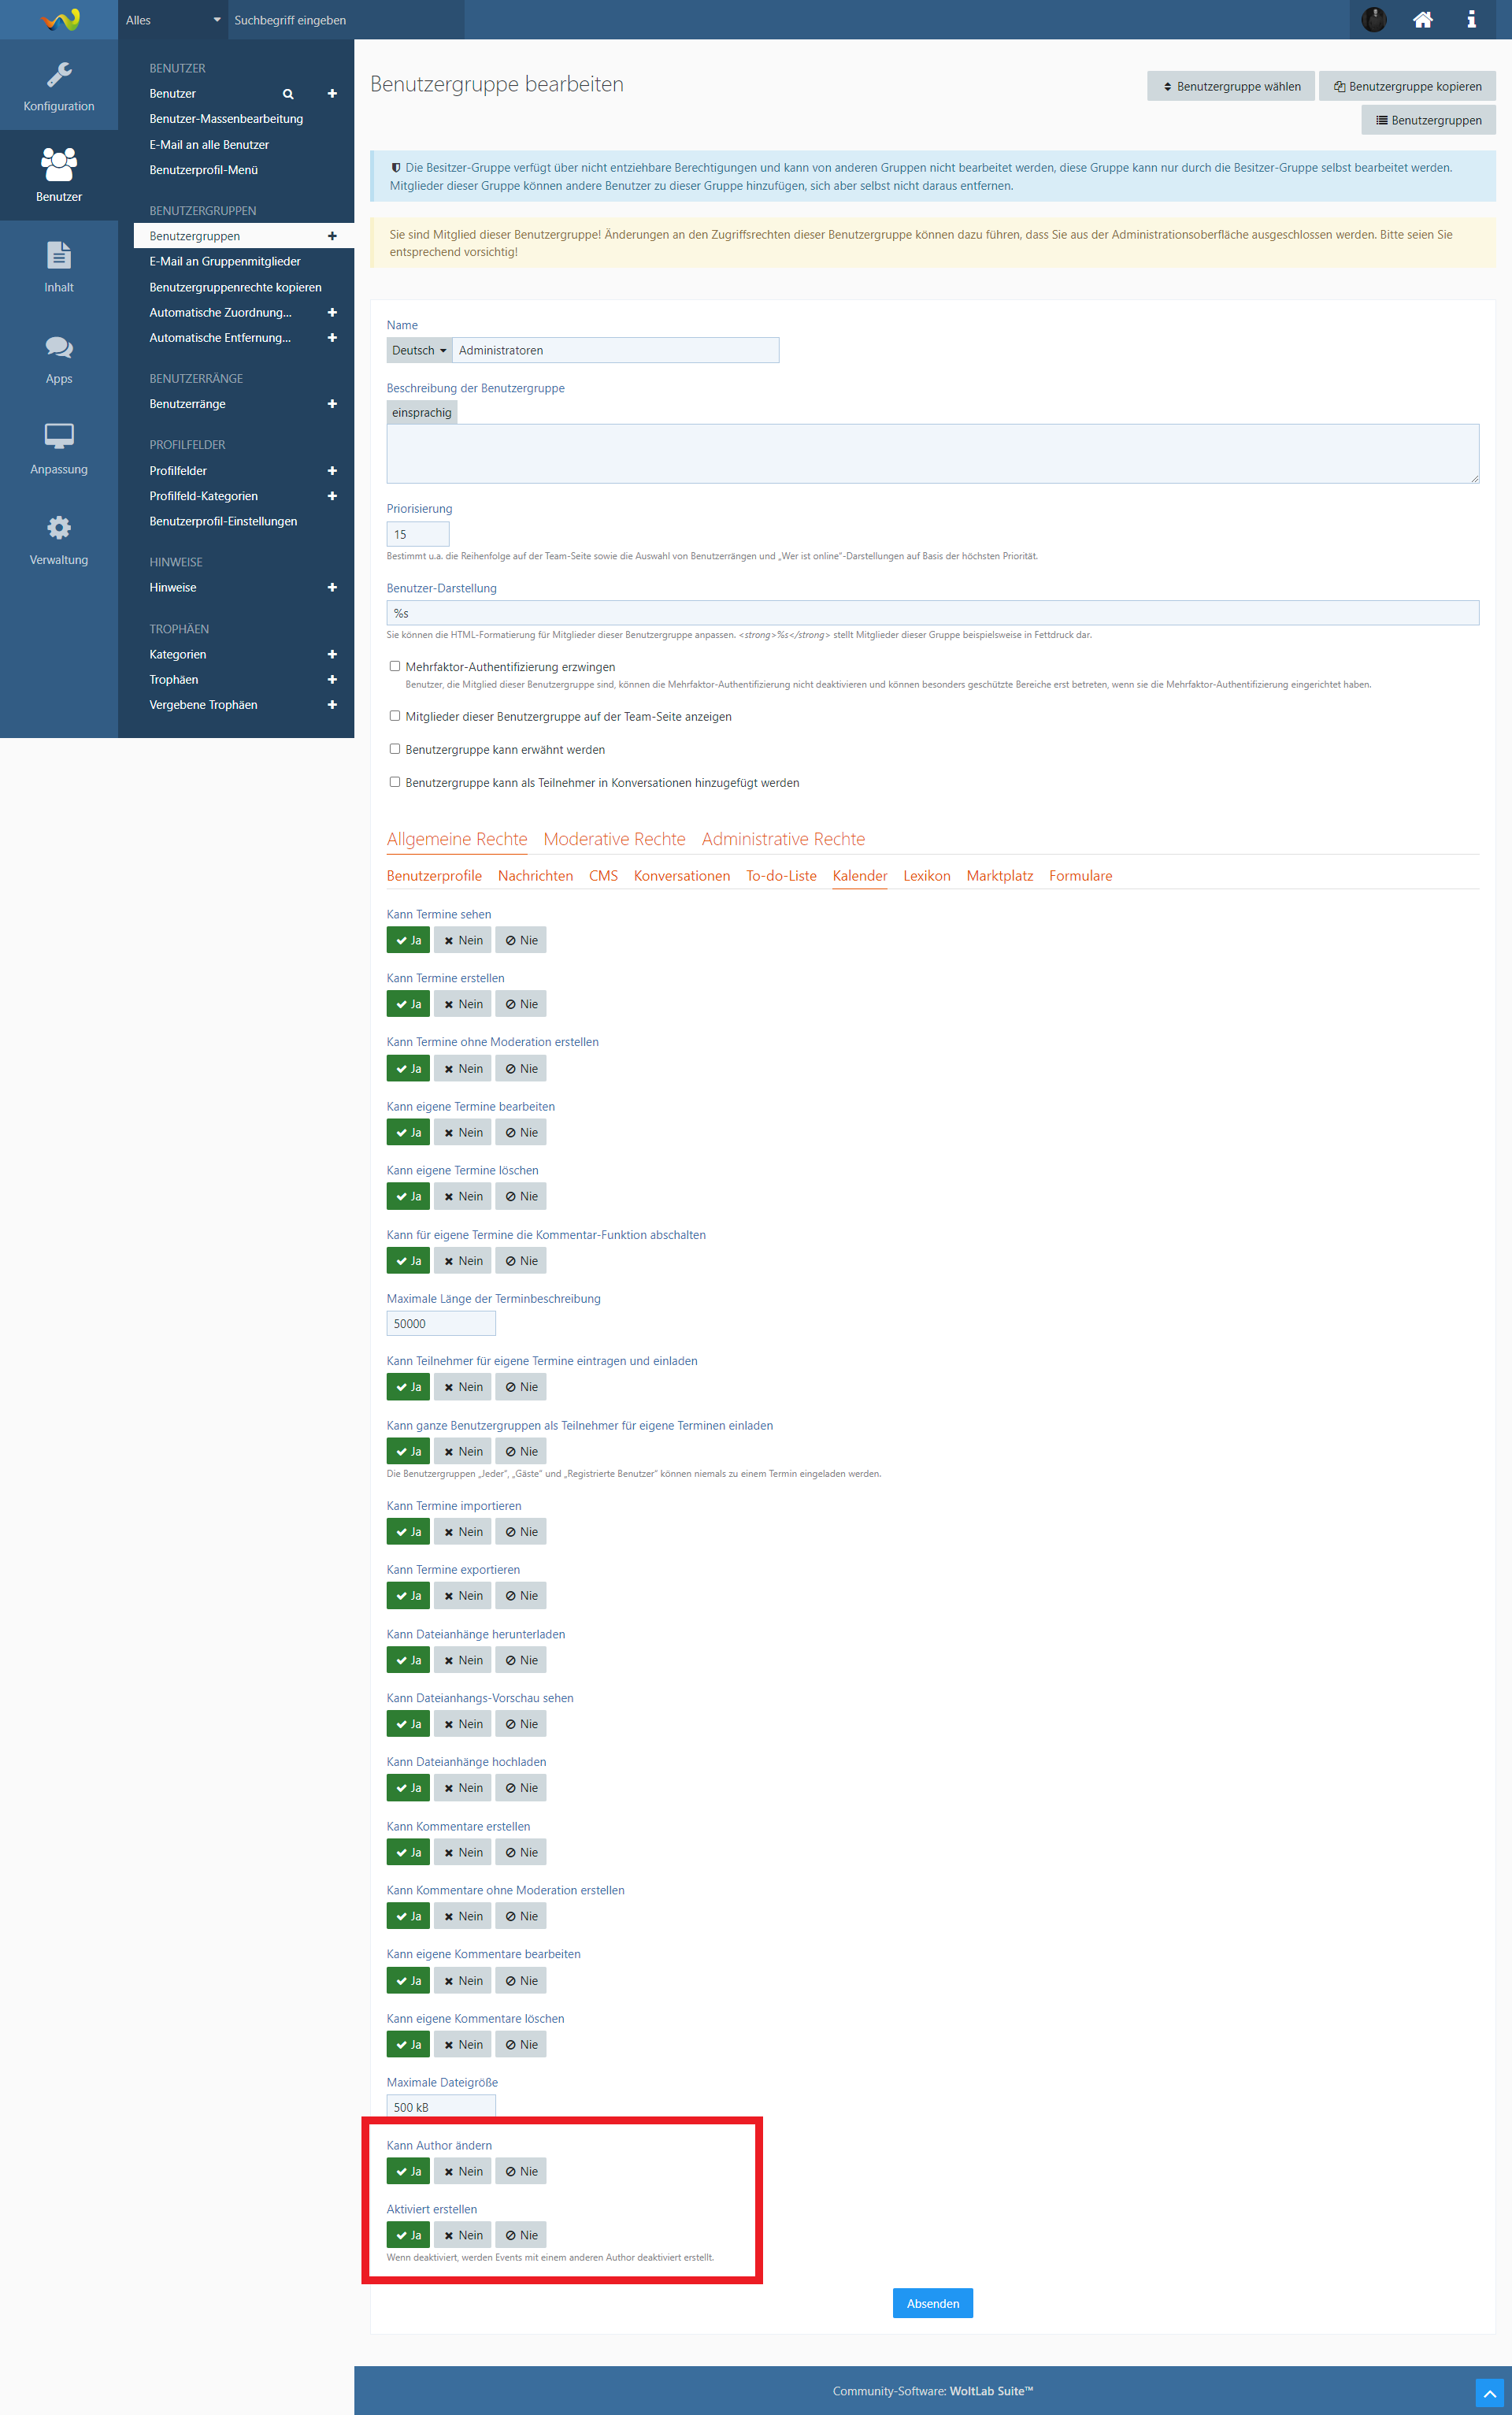 Alles
Suchbegriff eingeben
Konfiguration
Benutzer
Inhalt
Apps
Anpassung
Verwaltung
BENUTZER
Benutzer
Benutzer-Massenbearbeitung
E-Mail an alle Benutzer
Benutzerprofil-Menü
BENUTZERGRUPPEN
Benutzergruppen
E-Mail an Gruppenmitglieder
Benutzergruppenrechte kopieren
Automatische Zuordnung...
Automatische Entfernung...
BENUTZERRÄNGE
Benutzerränge
PROFILFELDER
Profilfelder
Profilfeld-Kategorien
Benutzerprofil-Einstellungen
HINWEISE
Hinweise
TROPHÄEN
Kategorien
Trophäen
Vergebene Trophäen
Benutzergruppe bearbeiten
Benutzergruppe wählen
Benutzergruppe kopieren
Benutzergruppen
Die Besitzer-Gruppe verfügt über nicht entziehbare Berechtigungen und kann von anderen Gruppen nicht bearbeitet werden, diese Gruppe kann nur durch die Besitzer-Gruppe selbst bearbeitet werden.
Mitglieder dieser Gruppe können andere Benutzer zu dieser Gruppe hinzufügen, sich aber selbst nicht daraus entfernen.
Sie sind Mitglied dieser Benutzergruppe! Änderungen an den Zugriffsrechten dieser Benutzergruppe können dazu führen, dass Sie aus der Administrationsoberfläche ausgeschlossen werden. Bitte seien Sie
entsprechend vorsichtig!
Name
Deutsch Administratoren
Beschreibung der Benutzergruppe
einsprachig
Priorisierung
15
Bestimmt u.a. die Reihenfolge auf der Team-Seite sowie die Auswahl von Benutzerrängen und „Wer ist online“-Darstellungen auf Basis der höchsten Priorität.
Benutzer-Darstellung
%s
Sie können die HTML-Formatierung für Mitglieder dieser Benutzergruppe anpassen. <strong>%s</strong> stellt Mitglieder dieser Gruppe beispielsweise in Fettdruck dar.
Mehrfaktor-Authentifizierung erzwingen
Benutzer, die Mitglied dieser Benutzergruppe sind, können die Mehrfaktor-Authentifizierung nicht deaktivieren und können besonders geschützte Bereiche erst betreten, wenn sie die Mehrfaktor-Authentifizierung eingerichtet haben.
Mitglieder dieser Benutzergruppe auf der Team-Seite anzeigen
Benutzergruppe kann erwähnt werden
Benutzergruppe kann als Teilnehmer in Konversationen hinzugefügt werden
Allgemeine Rechte Moderative Rechte Administrative Rechte
Benutzerprofile Nachrichten CMS Konversationen To-do-Liste Kalender Lexikon Marktplatz Formulare
Kann Termine sehen
Ja Nein Nie
Kann Termine erstellen
Ja Nein Nie
Kann Termine ohne Moderation erstellen
Ja Nein Nie
Kann eigene Termine bearbeiten
Ja Nein Nie
Kann eigene Termine löschen
Ja Nein Nie
Kann für eigene Termine die Kommentar-Funktion abschalten
Ja Nein Nie
Maximale Länge der Terminbeschreibung
50000
Kann Teilnehmer für eigene Termine eintragen und einladen
Ja Nein Nie
Kann ganze Benutzergruppen als Teilnehmer für eigene Terminen einladen
Ja Nein Nie
Die Benutzergruppen „Jeder“, „Gäste“ und „Registrierte Benutzer“ können niemals zu einem Termin eingeladen werden.
Kann Termine importieren
Ja Nein Nie
Kann Termine exportieren
Ja Nein Nie
Kann Dateianhänge herunterladen
Ja Nein Nie
Kann Dateianhangs-Vorschau sehen
Ja Nein Nie
Kann Dateianhänge hochladen
Ja Nein Nie
Kann Kommentare erstellen
Ja Nein Nie
Kann Kommentare ohne Moderation erstellen
Ja Nein Nie
Kann eigene Kommentare bearbeiten
Ja Nein Nie
Kann eigene Kommentare löschen
Ja Nein Nie
Maximale Dateigröße
500 kB
Kann Author ändern
Ja Nein Nie
Aktiviert erstellen
Ja Nein Nie
Wenn deaktiviert, werden Events mit einem anderen Author deaktiviert erstellt.
Absenden
Community-Software: WoltLab Suite™